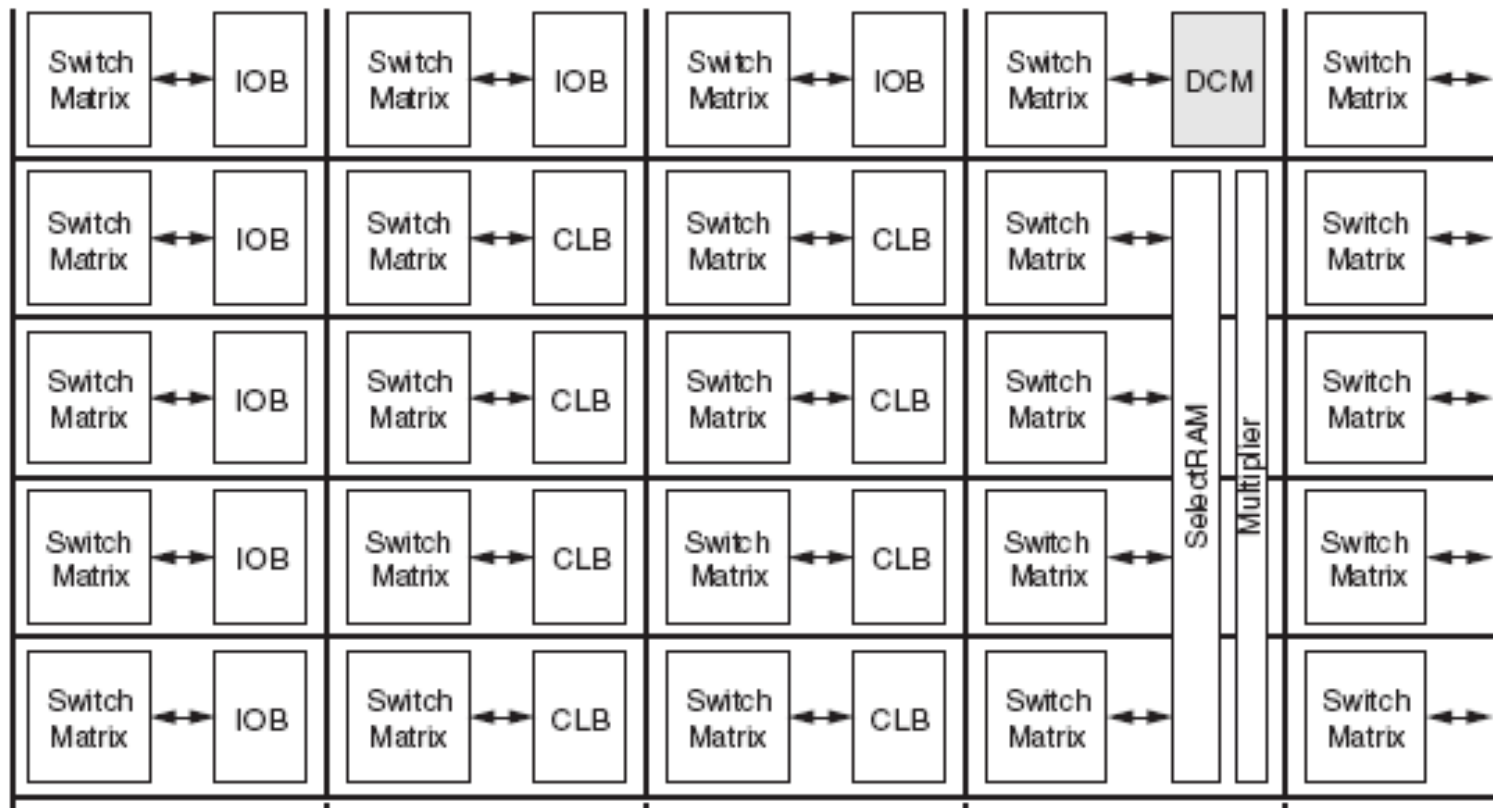 Switch
Matrix
IOB
Switch
Matrix
IOB
Switch
Matrix
IOB
Switch
Matrix
DCM
Switch
Matrix
Switch
Matrix
IOB
Switch
Matrix
CLB
Switch
Matrix
CLB
Switch
Matrix
Switch
Matrix
Switch
Matrix
IOB
Switch
Matrix
CLB
Switch
Matrix
CLB
Switch
Matrix
SelectRAM
Multiplier
Switch
Matrix
Switch
Matrix
IOB
Switch
Matrix
CLB
Switch
Matrix
CLB
Switch
Matrix
Switch
Matrix
Switch
Matrix
IOB
Switch
Matrix
CLB
Switch
Matrix
CLB
Switch
Matrix
Switch
Matrix